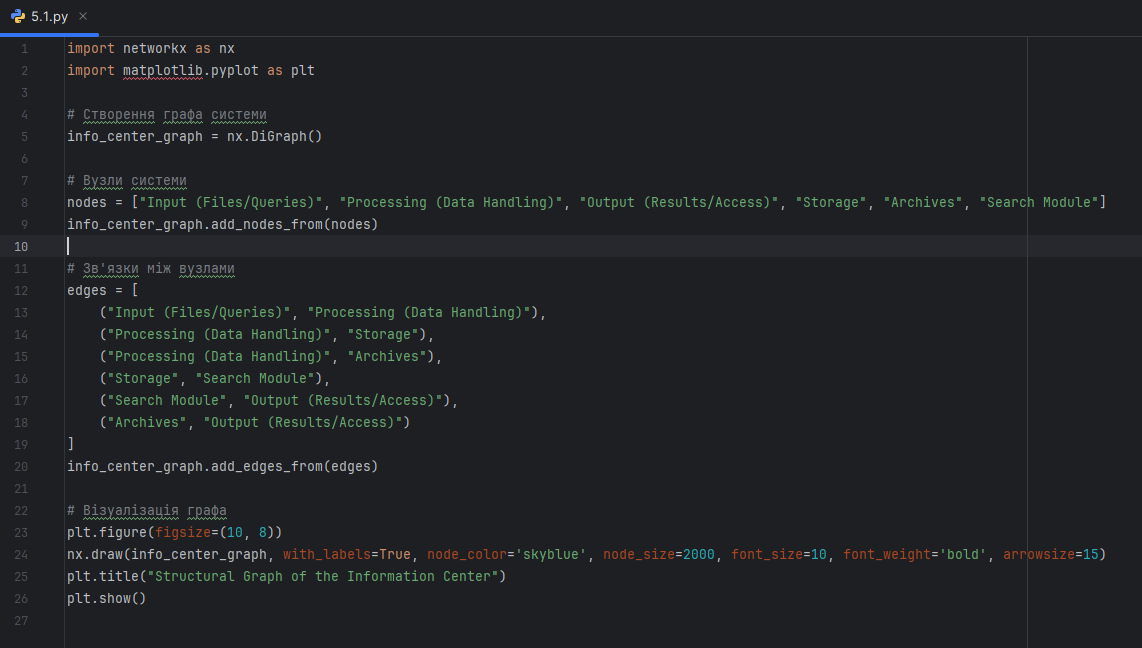 5.1.py
1 import networkx as nx
2 import matplotlib.pyplot as plt
3
4 # Створення графа системи
5 info_center_graph = nx.DiGraph()
6
7 # Вузли системи
8 nodes = ["Input (Files/Queries)", "Processing (Data Handling)", "Output (Results/Access)", "Storage", "Archives", "Search Module"]
9 info_center_graph.add_nodes_from(nodes)
10
11 # Зв'язки між вузлами
12 edges = [
13     ("Input (Files/Queries)", "Processing (Data Handling)"),
14     ("Processing (Data Handling)", "Storage"),
15     ("Processing (Data Handling)", "Archives"),
16     ("Storage", "Search Module"),
17     ("Search Module", "Output (Results/Access)"),
18     ("Archives", "Output (Results/Access)")
19 ]
20 info_center_graph.add_edges_from(edges)
21
22 # Візуалізація графа
23 plt.figure(figsize=(10, 8))
24 nx.draw(info_center_graph, with_labels=True, node_color='skyblue', node_size=2000, font_size=10, font_weight='bold', arrowsize=15)
25 plt.title("Structural Graph of the Information Center")
26 plt.show()
27